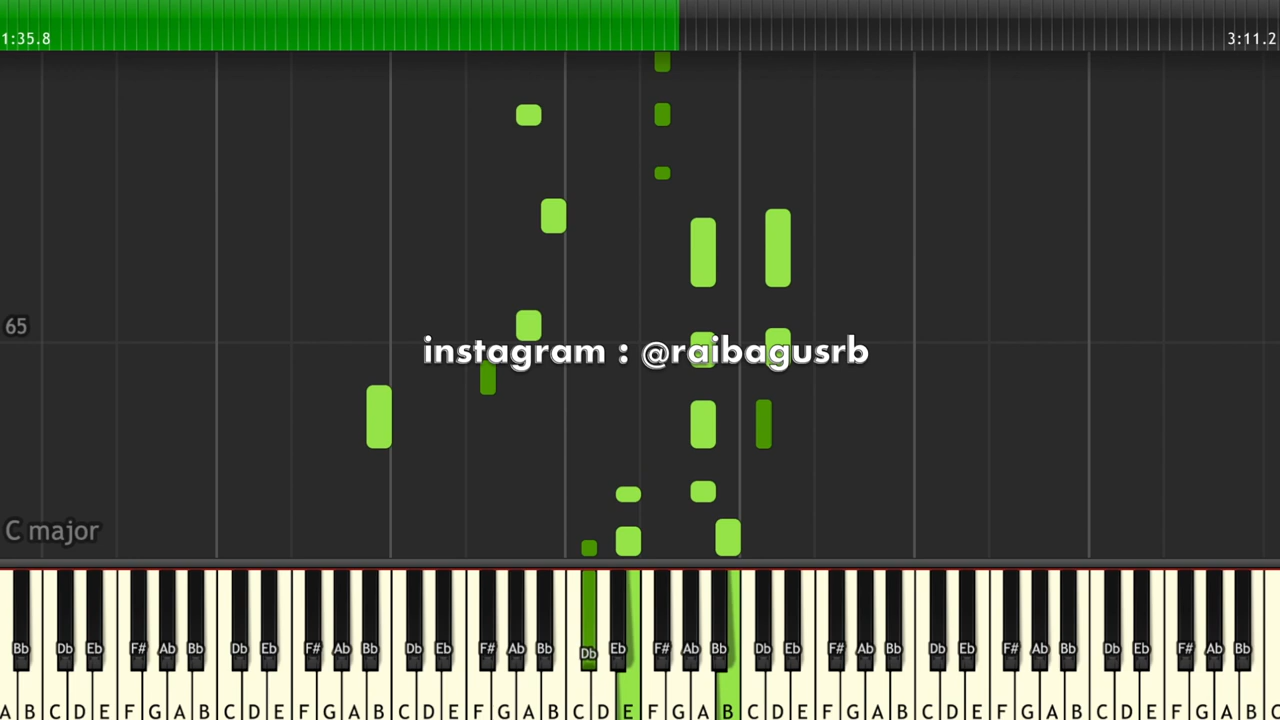 1:35.8
3:11.2
65
instagram : @raibagusrb
C major
Bb Db Eb F# Ab Bb Db Eb F# Ab Bb Db Eb F# Ab Bb Db Eb F# Ab Bb Db Eb F# Ab Bb Db Eb F# Ab Bb Db Eb F# Ab Bb
A B C D E F G A B C D E F G A B C D E F G A B C D E F G A B C D E F G A B C D E F G A B C D E F G A B C